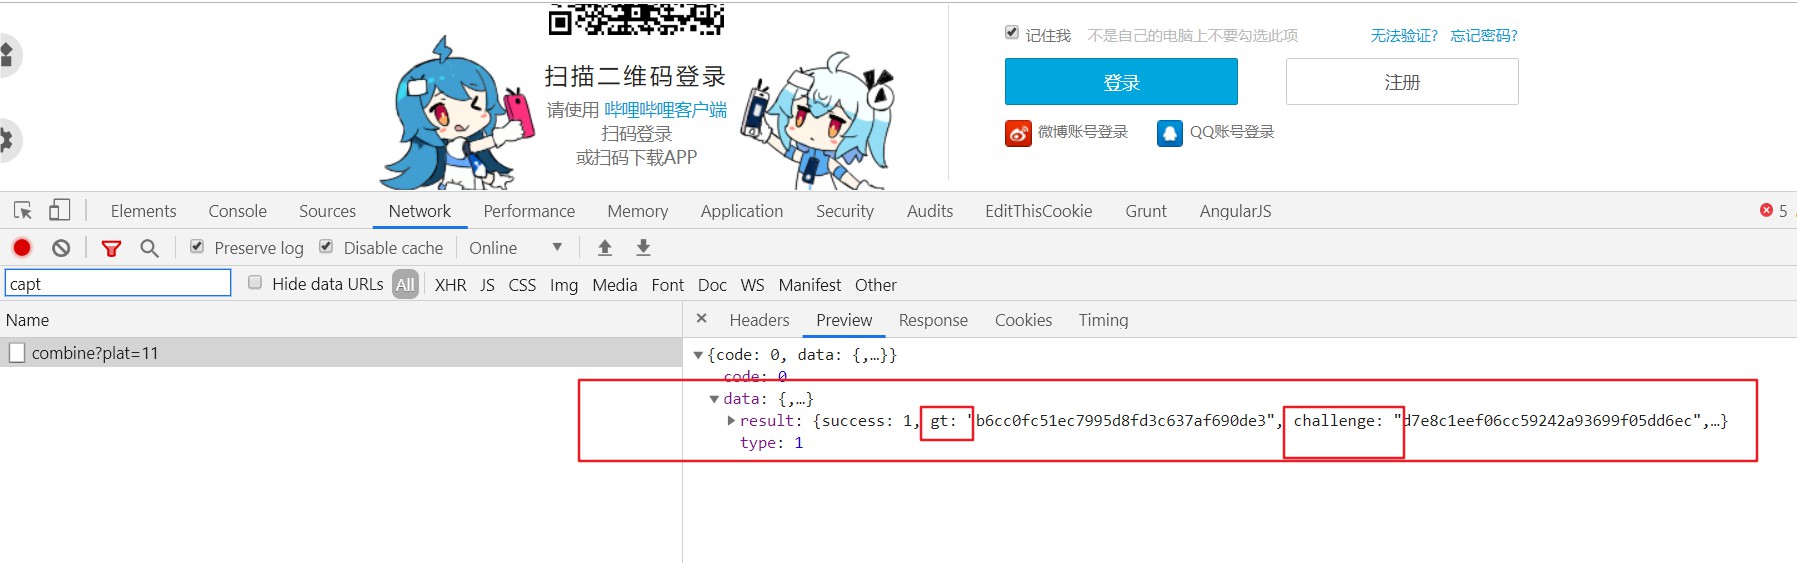 记住我 不是自己的电脑上不要勾选此项 无法验证? 忘记密码?
扫描二维码登录
登录 注册
请使用 哔哩哔哩客户端
扫码登录
或扫码下载APP
微博账号登录 QQ账号登录
Elements Console Sources Network Performance Memory Application Security Audits EditThisCookie Grunt AngularJS 5
Preserve log Disable cache Online
capt Hide data URLs All XHR JS CSS Img Media Font Doc WS Manifest Other
Name × Headers Preview Response Cookies Timing
combine?plat=11
{code: 0, data: {,…}}
code: 0
data: {,…}
result: {success: 1, gt: "b6cc0fc51ec7995d8fd3c637af690de3", challenge: "d7e8c1eef06cc59242a93699f05dd6ec",…}
type: 1